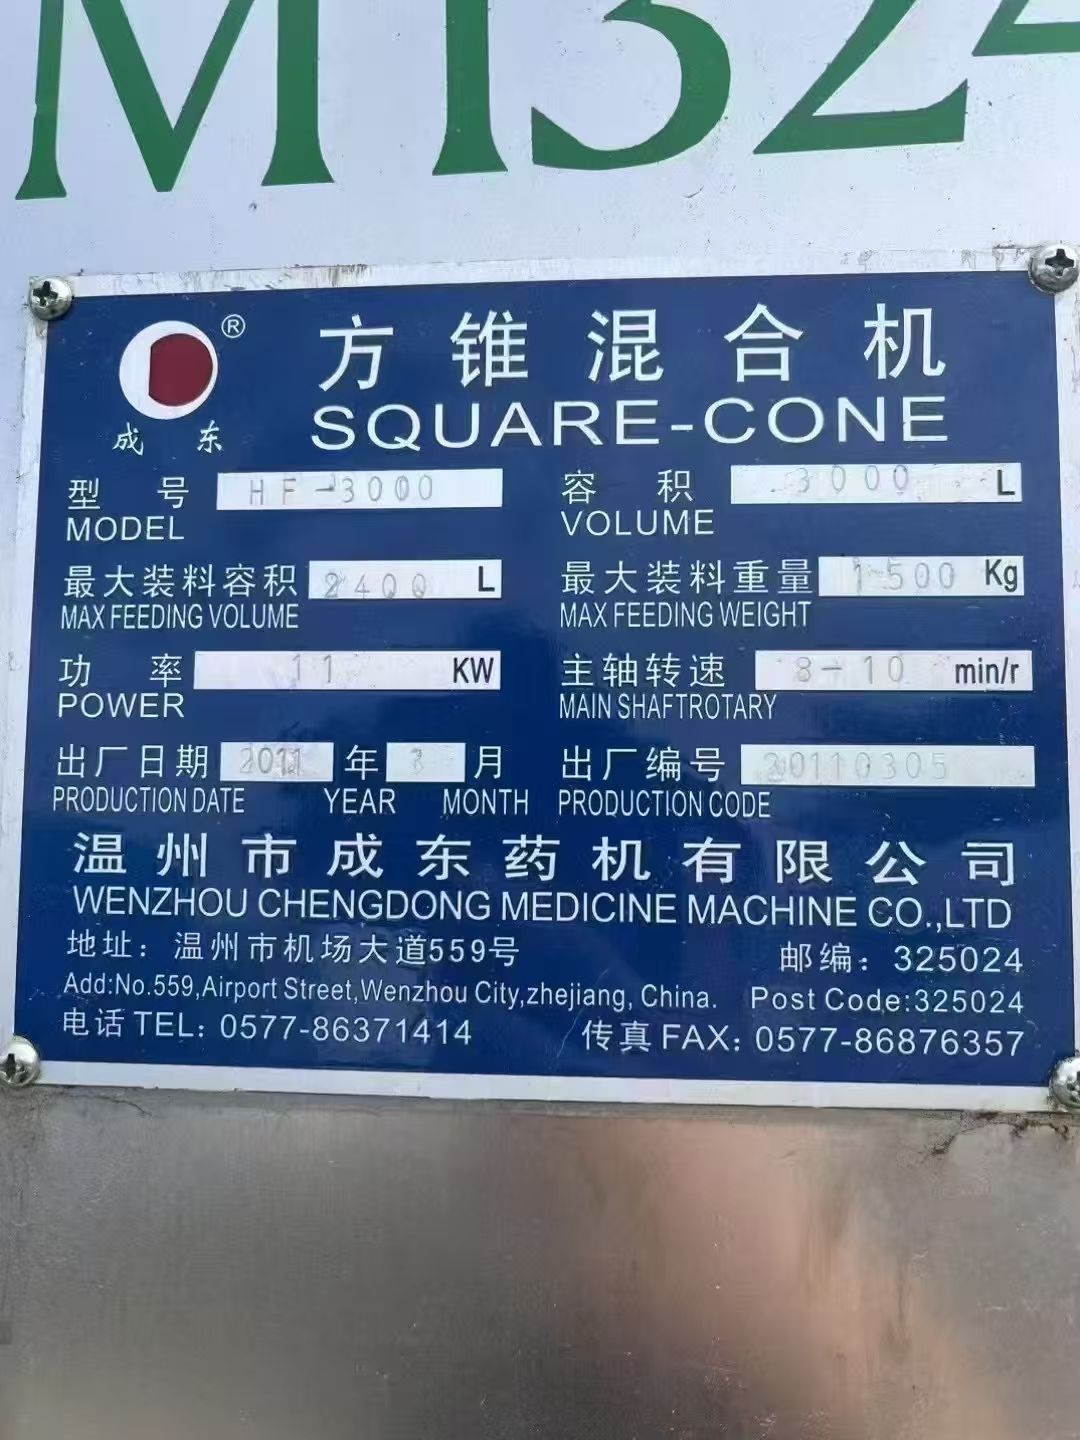 M1324
® 方锥混合机
SQUARE-CONE
成东
型号 HF-3000 容积 3000 L
MODEL VOLUME
最大装料容积 2400 L 最大装料重量 1500 Kg
MAX FEEDING VOLUME MAX FEEDING WEIGHT
功率 11 KW 主轴转速 8-10 min/r
POWER MAIN SHAFTROTARY
出厂日期 2011 年 3 月 出厂编号 20110305
PRODUCTION DATE YEAR MONTH PRODUCTION CODE
温州市成东药机有限公司
WENZHOU CHENGDONG MEDICINE MACHINE CO.,LTD
地址：温州市机场大道559号 邮编：325024
Add:No.559,Airport Street,Wenzhou City,zhejiang, China. Post Code:325024
电话 TEL：0577-86371414 传真 FAX：0577-86876357